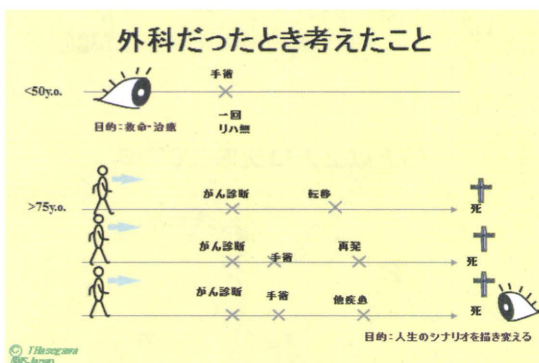 外科だったとき考えたこと
<50y.o.
手術
一回
リハ無
目的:救命・治癒
>75y.o.
がん診断
転移
死
がん診断
手術
再発
死
がん診断
手術
他疾患
死
目的:人生のシナリオを描き変える
© T.Hasegawa
NMS.Japan